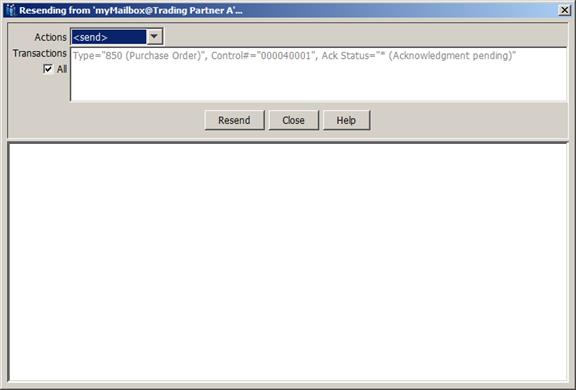 Resending from 'myMailbox@Trading Partner A'...
Actions <send>
Transactions Type="850 (Purchase Order)", Control#="000040001", Ack Status="* (Acknowledgment pending)"
All
Resend Close Help